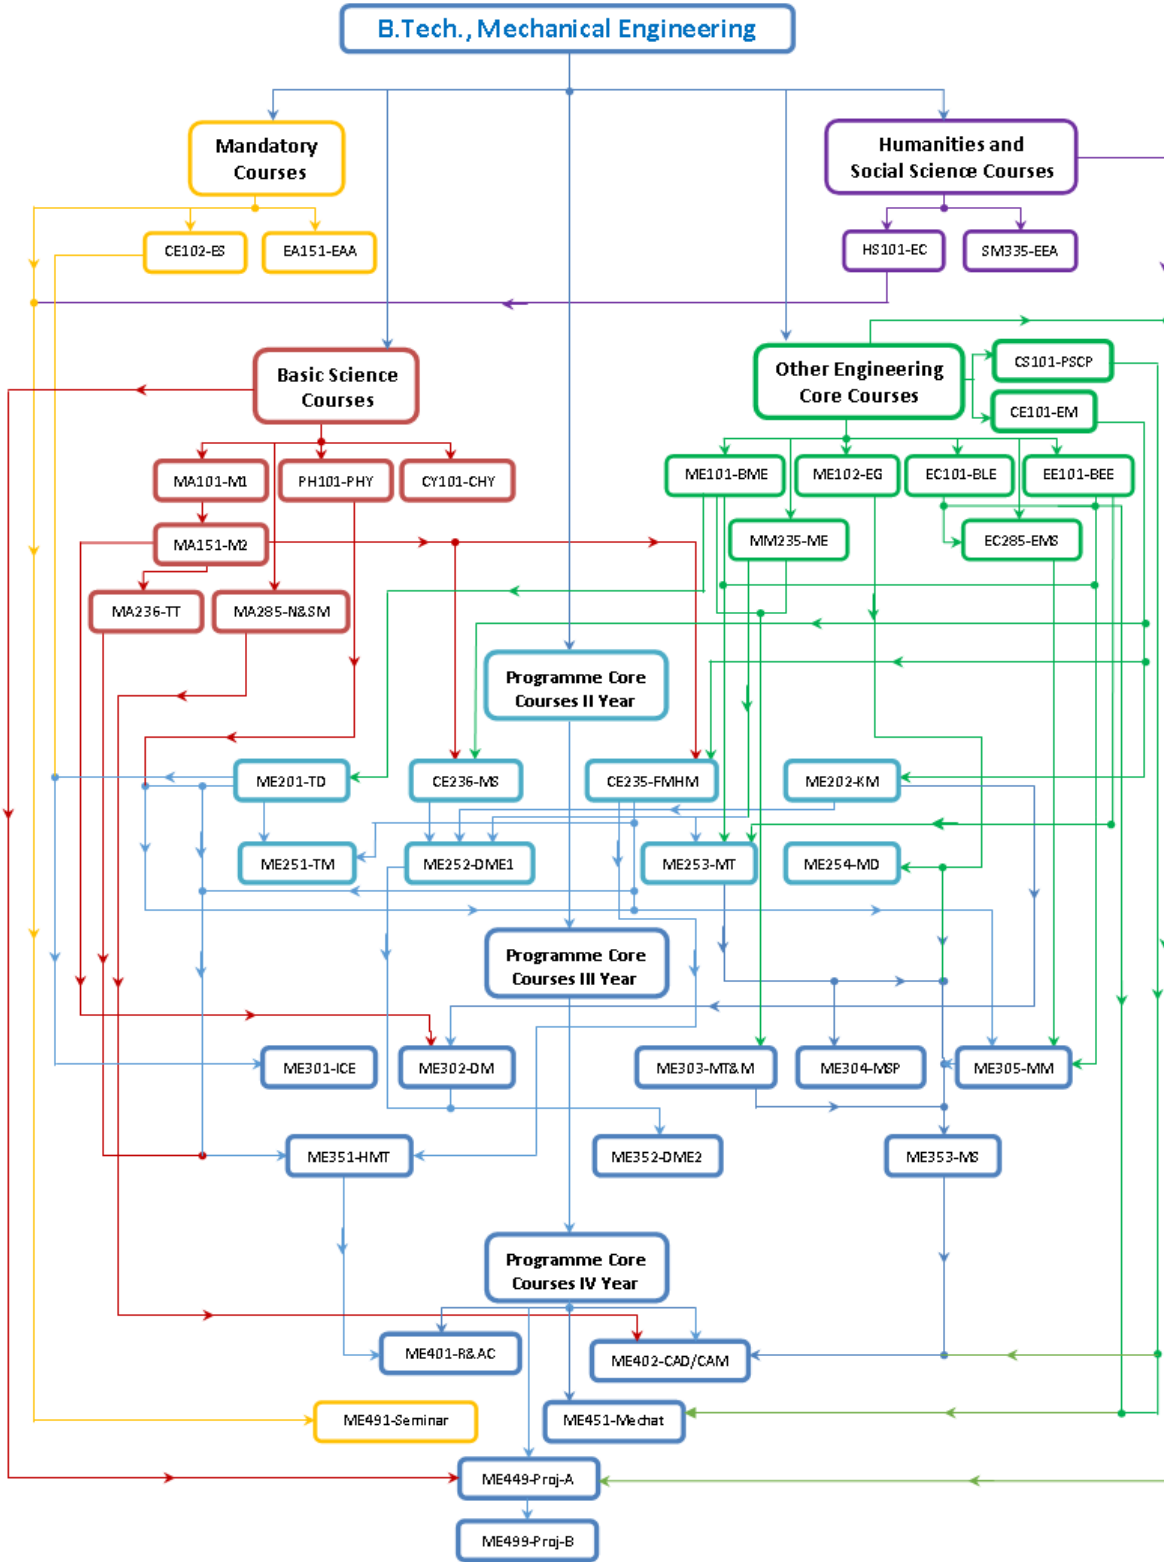 B.Tech., Mechanical Engineering
Mandatory
Courses
Humanities and
Social Science Courses
CE102-ES
EA151-EAA
HS101-EC
SM335-EEA
Basic Science
Courses
Other Engineering
Core Courses
CS101-PSCP
CE101-EM
MA101-M1
PH101-PHY
CY101-CHY
ME101-BME
ME102-EG
EC101-BLE
EE101-BEE
MA151-M2
MM235-ME
EC285-EMS
MA236-TT
MA285-N&SM
Programme Core
Courses II Year
ME201-TD
CE236-MS
CE235-FMHM
ME202-KM
ME251-TM
ME252-DME1
ME253-MT
ME254-MD
Programme Core
Courses III Year
ME301-ICE
ME302-DM
ME303-MT&M
ME304-MSP
ME305-MM
ME351-HMT
ME352-DME2
ME353-MS
Programme Core
Courses IV Year
ME401-R&AC
ME402-CAD/CAM
ME491-Seminar
ME451-Mechat
ME449-Proj-A
ME499-Proj-B